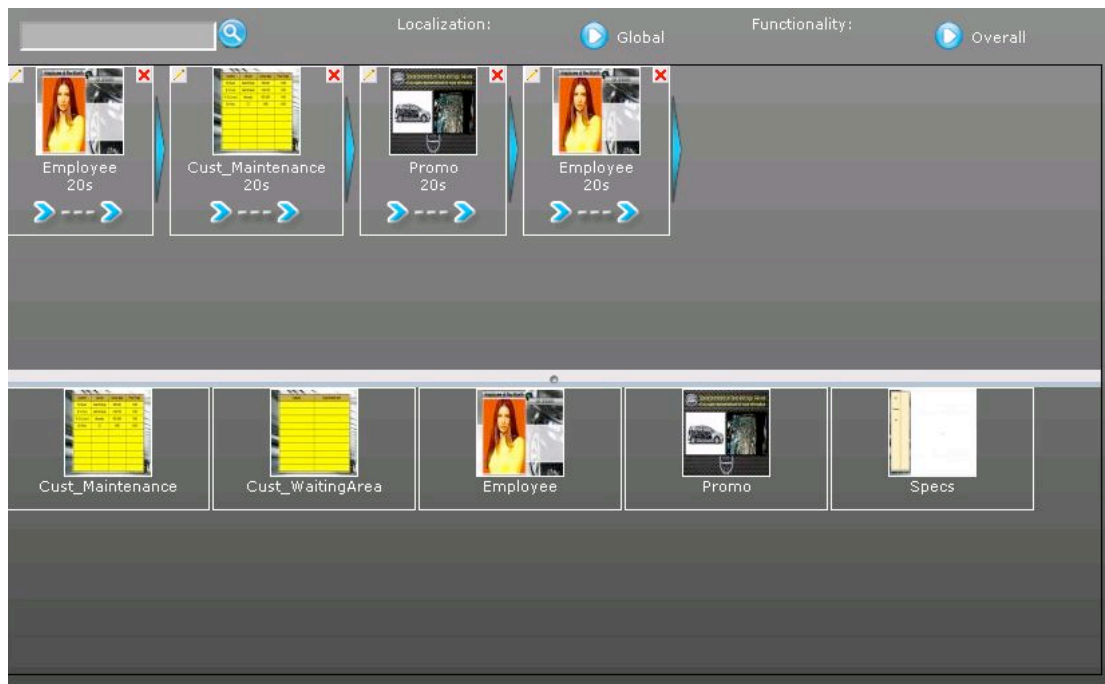 Localization:
Global
Functionality:
Overall
Employee
20s
Cust_Maintenance
20s
Promo
20s
Employee
20s
Cust_Maintenance
Cust_WaitingArea
Employee
Promo
Specs